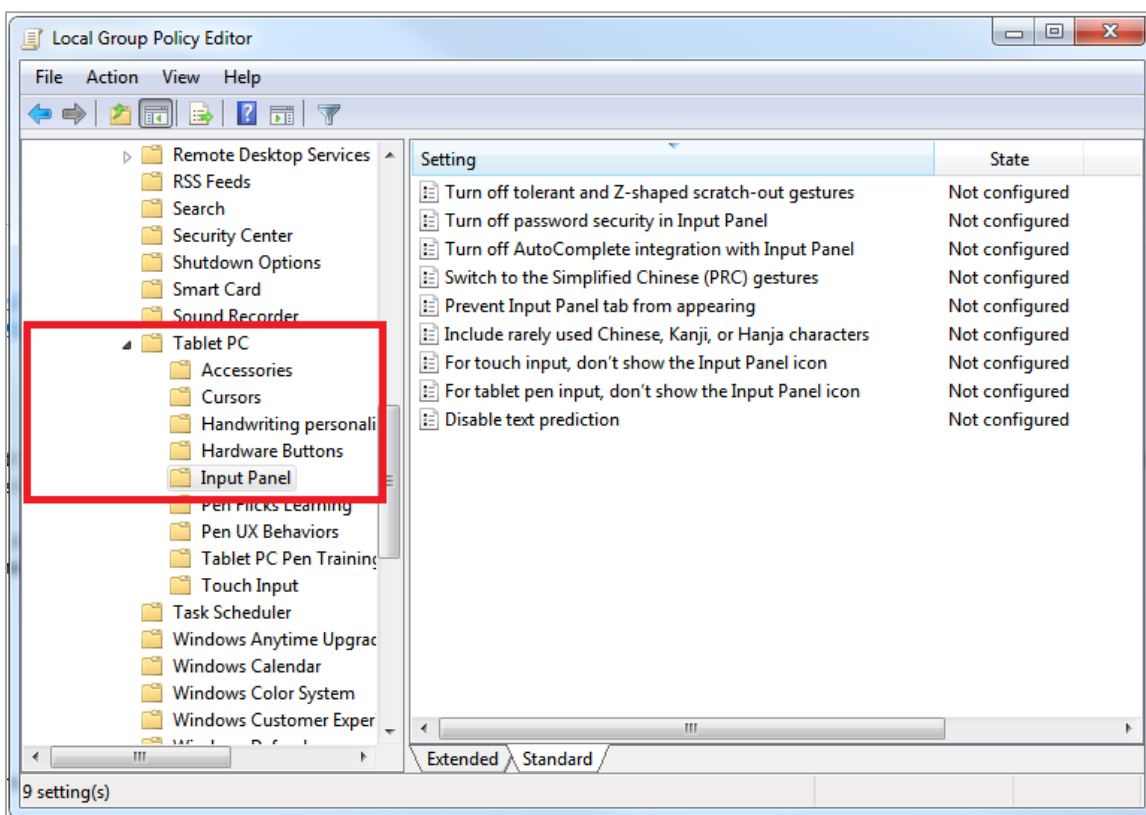 Local Group Policy Editor
File Action View Help
Remote Desktop Services
RSS Feeds
Search
Security Center
Shutdown Options
Smart Card
Sound Recorder
Tablet PC
Accessories
Cursors
Handwriting personali
Hardware Buttons
Input Panel
Pen Flicks Learning
Pen UX Behaviors
Tablet PC Pen Training
Touch Input
Task Scheduler
Windows Anytime Upgrad
Windows Calendar
Windows Color System
Windows Customer Exper
Setting State
Turn off tolerant and Z-shaped scratch-out gestures Not configured
Turn off password security in Input Panel Not configured
Turn off AutoComplete integration with Input Panel Not configured
Switch to the Simplified Chinese (PRC) gestures Not configured
Prevent Input Panel tab from appearing Not configured
Include rarely used Chinese, Kanji, or Hanja characters Not configured
For touch input, don't show the Input Panel icon Not configured
For tablet pen input, don't show the Input Panel icon Not configured
Disable text prediction Not configured
Extended Standard
9 setting(s)